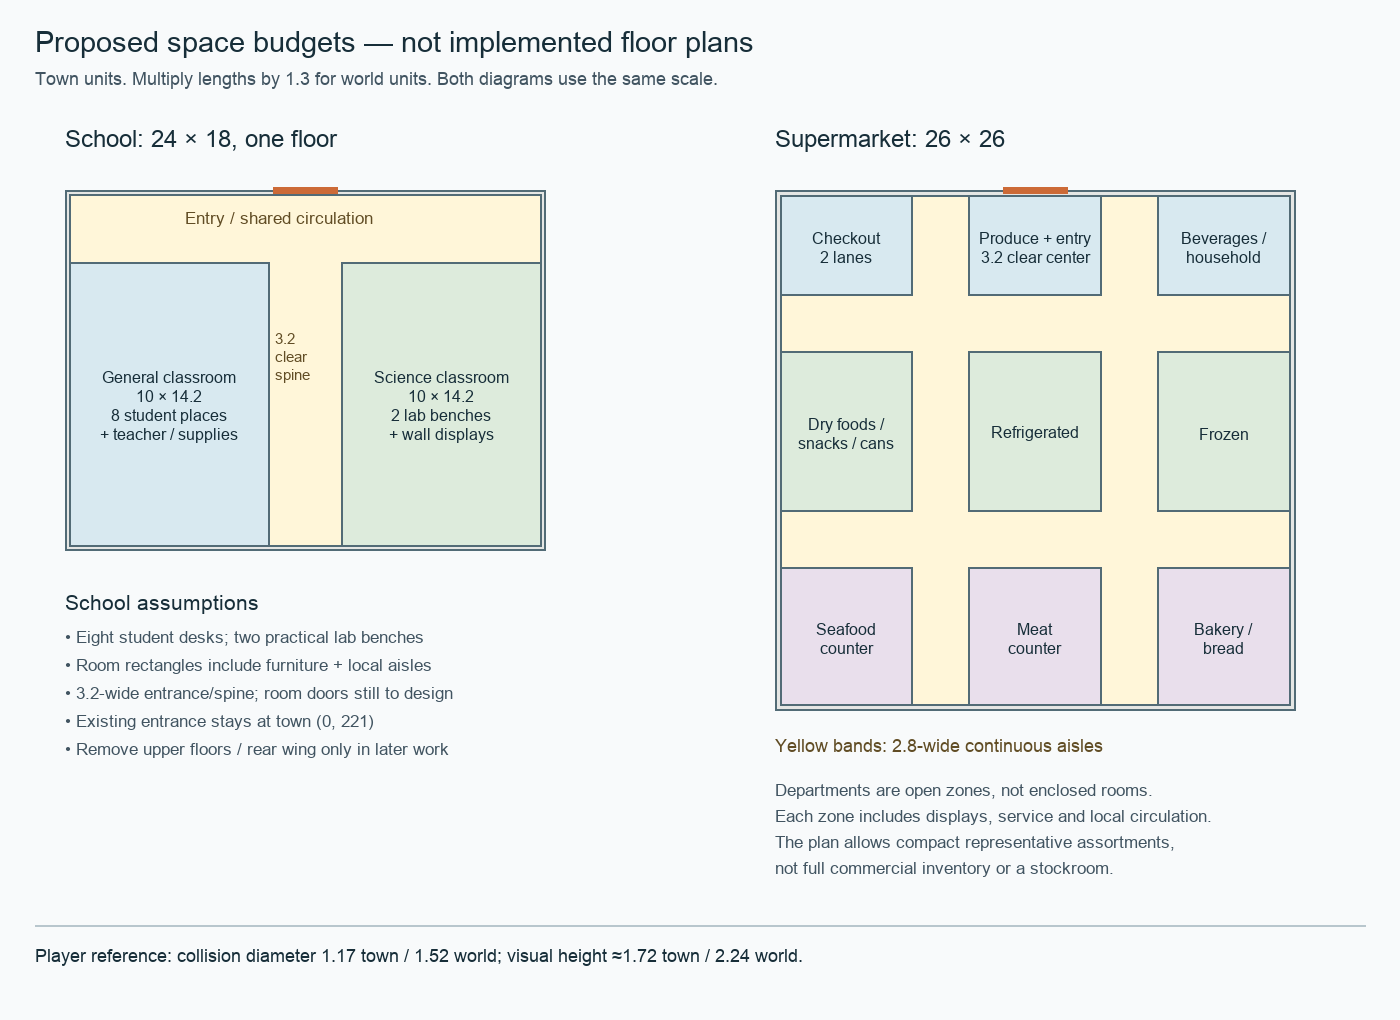 Proposed space budgets — not implemented floor plans
Town units. Multiply lengths by 1.3 for world units. Both diagrams use the same scale.
School: 24 × 18, one floor
Entry / shared circulation
3.2
clear
spine
General classroom
10 × 14.2
8 student places
+ teacher / supplies
Science classroom
10 × 14.2
2 lab benches
+ wall displays
School assumptions
• Eight student desks; two practical lab benches
• Room rectangles include furniture + local aisles
• 3.2-wide entrance/spine; room doors still to design
• Existing entrance stays at town (0, 221)
• Remove upper floors / rear wing only in later work
Supermarket: 26 × 26
Checkout
2 lanes
Produce + entry
3.2 clear center
Beverages /
household
Dry foods /
snacks / cans
Refrigerated
Frozen
Seafood
counter
Meat
counter
Bakery /
bread
Yellow bands: 2.8-wide continuous aisles
Departments are open zones, not enclosed rooms.
Each zone includes displays, service and local circulation.
The plan allows compact representative assortments,
not full commercial inventory or a stockroom.
Player reference: collision diameter 1.17 town / 1.52 world; visual height ≈1.72 town / 2.24 world.